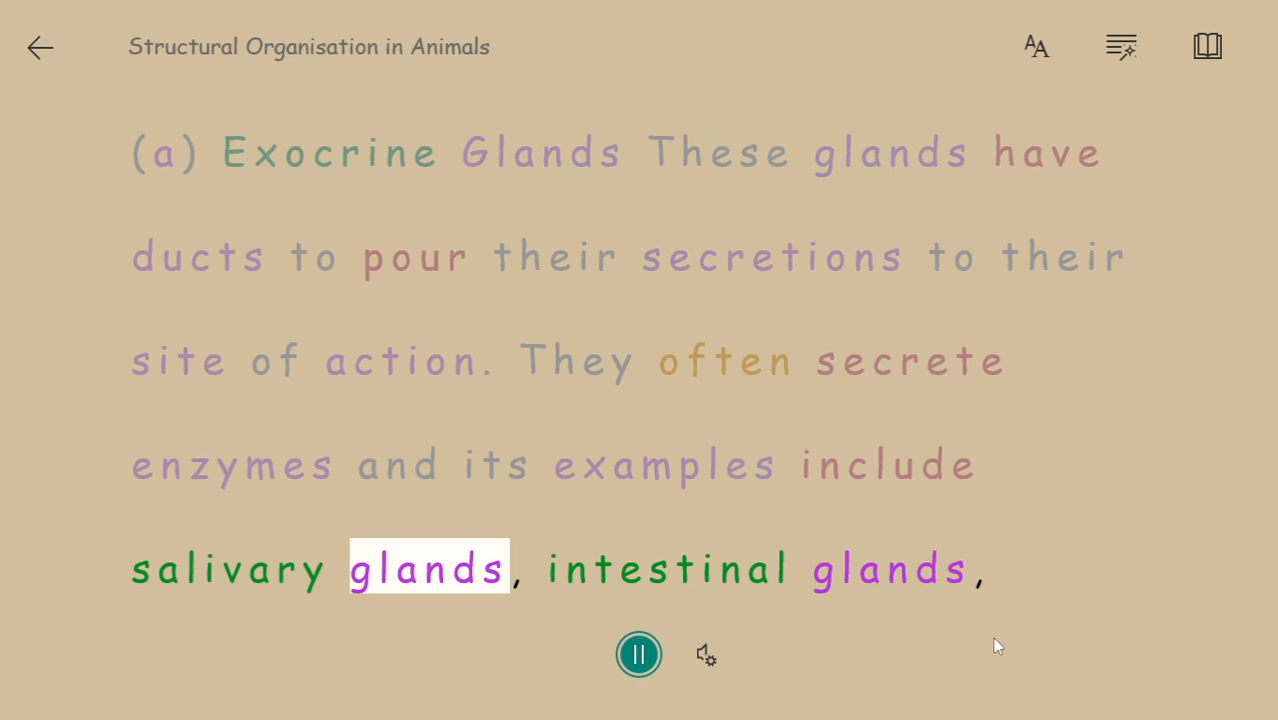 Structural Organisation in Animals
(a) Exocrine Glands These glands have
ducts to pour their secretions to their
site of action. They often secrete
enzymes and its examples include
salivary glands, intestinal glands,